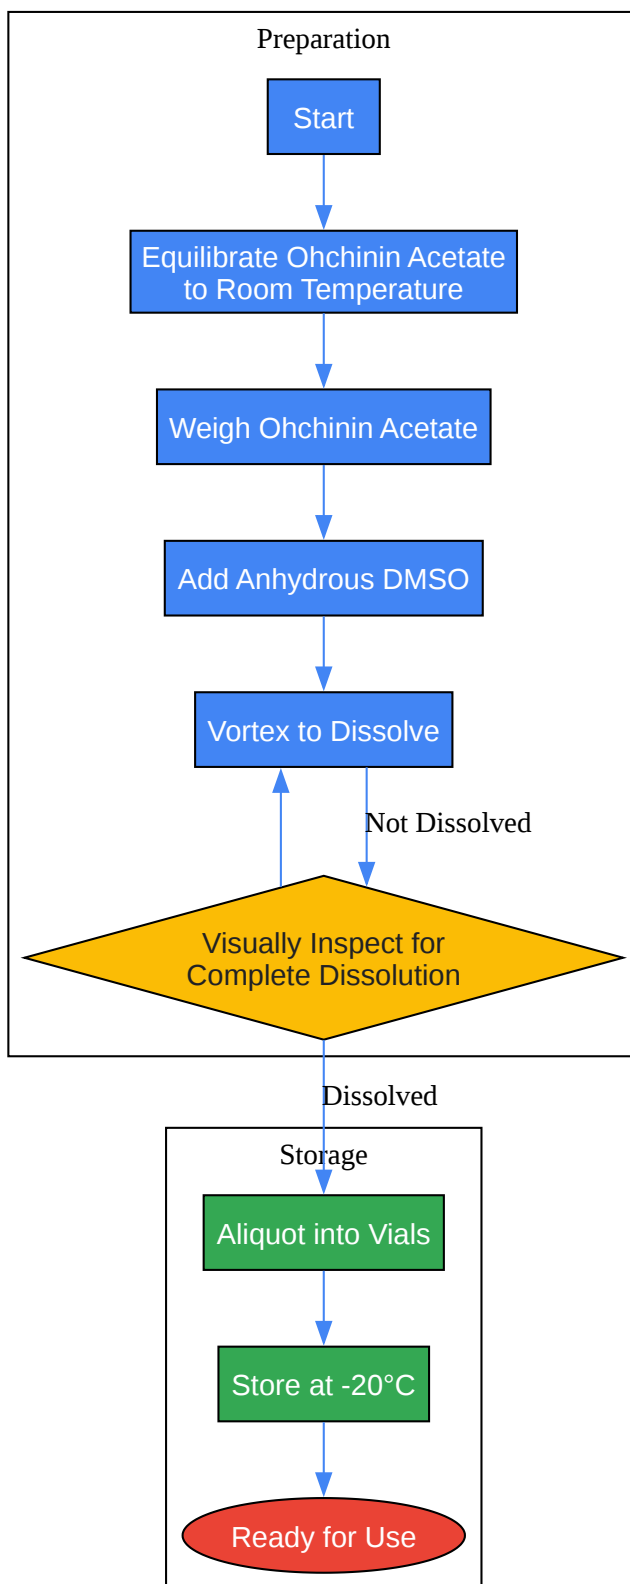 Preparation
Start
Equilibrate Ohchinin Acetate
to Room Temperature
Weigh Ohchinin Acetate
Add Anhydrous DMSO
Vortex to Dissolve
Not Dissolved
Visually Inspect for
Complete Dissolution
Dissolved
Storage
Aliquot into Vials
Store at -20°C
Ready for Use